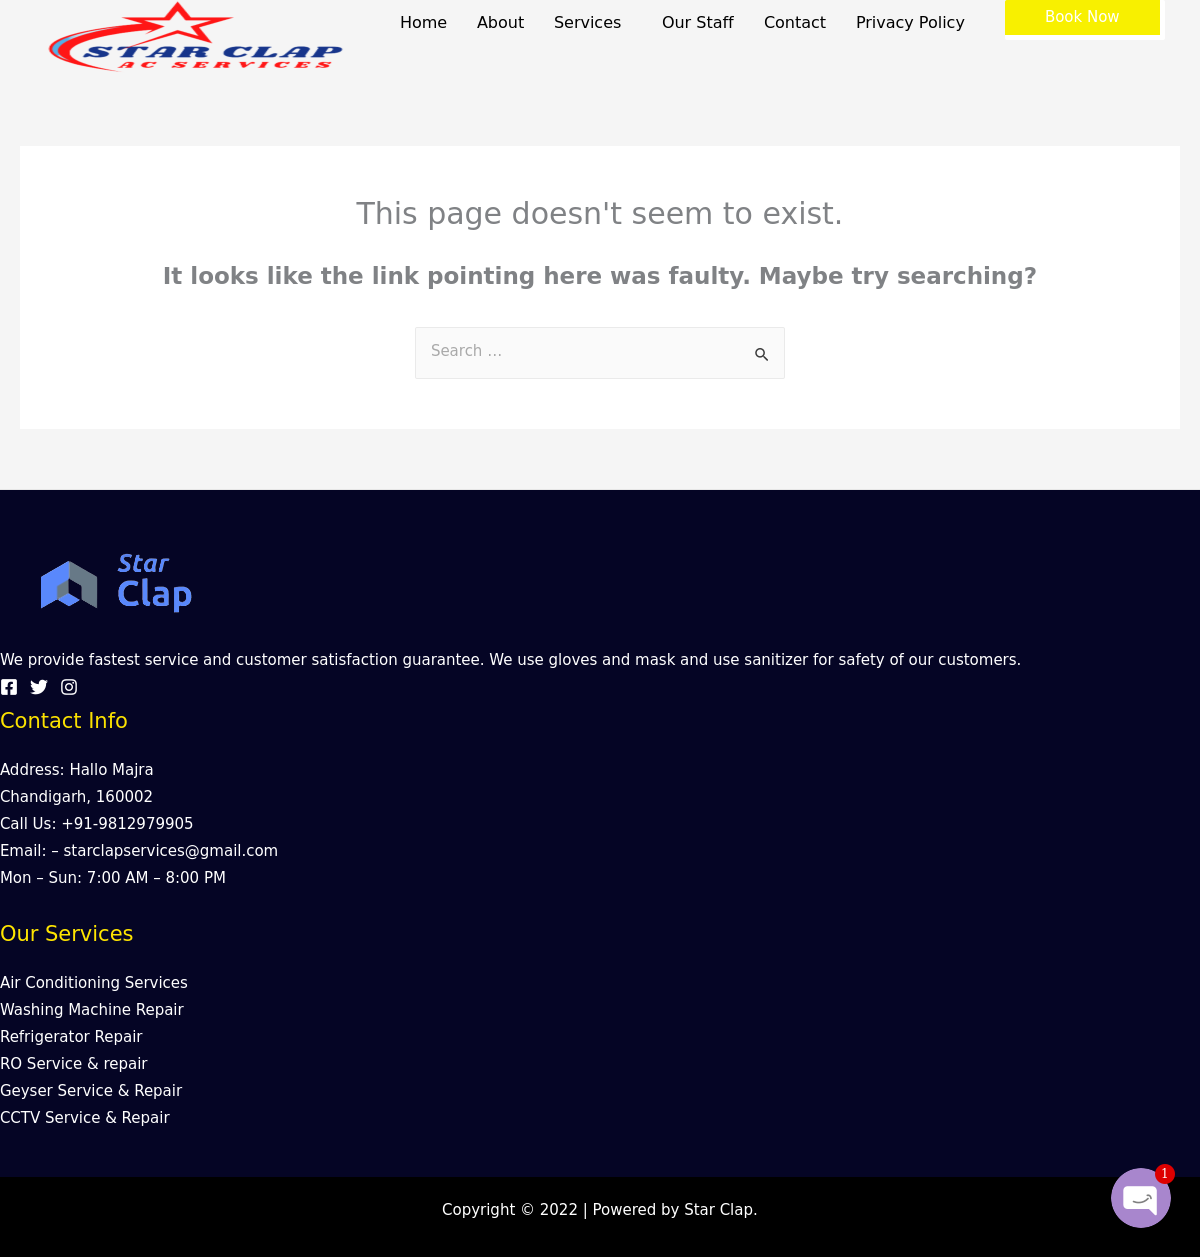 STAR CLAP
AC SERVICES
Home About Services Our Staff Contact Privacy Policy Book Now
This page doesn't seem to exist.
It looks like the link pointing here was faulty. Maybe try searching?
Search …
Star
Clap
We provide fastest service and customer satisfaction guarantee. We use gloves and mask and use sanitizer for safety of our customers.
Contact Info
Address: Hallo Majra
Chandigarh, 160002
Call Us: +91-9812979905
Email: – starclapservices@gmail.com
Mon – Sun: 7:00 AM – 8:00 PM
Our Services
Air Conditioning Services
Washing Machine Repair
Refrigerator Repair
RO Service & repair
Geyser Service & Repair
CCTV Service & Repair
1
Copyright © 2022 | Powered by Star Clap.